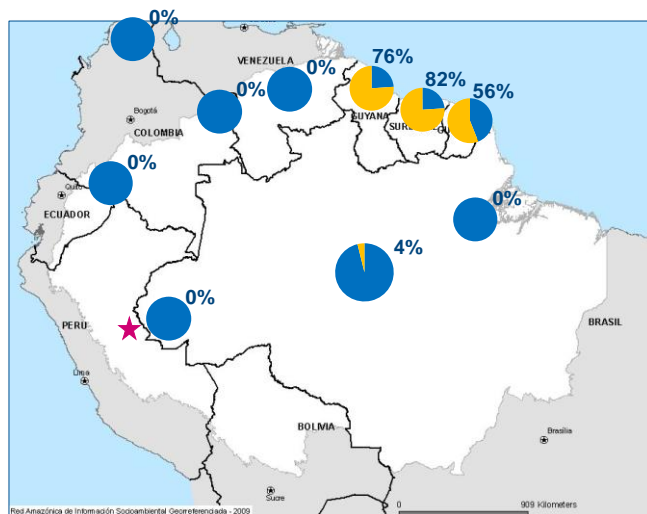 0%
VENEZUELA
0%
76%
82%
56%
0%
Bogotá
COLOMBIA
GUYANA
SUR
GU
0%
Quito
ECUADOR
0%
4%
0%
PERU
BRASIL
Lima
BOLIVIA
Brasilia
Sucre
Red Amazónica de Información Socioambiental Georreferenciada - 2009
0
909 Kilometers